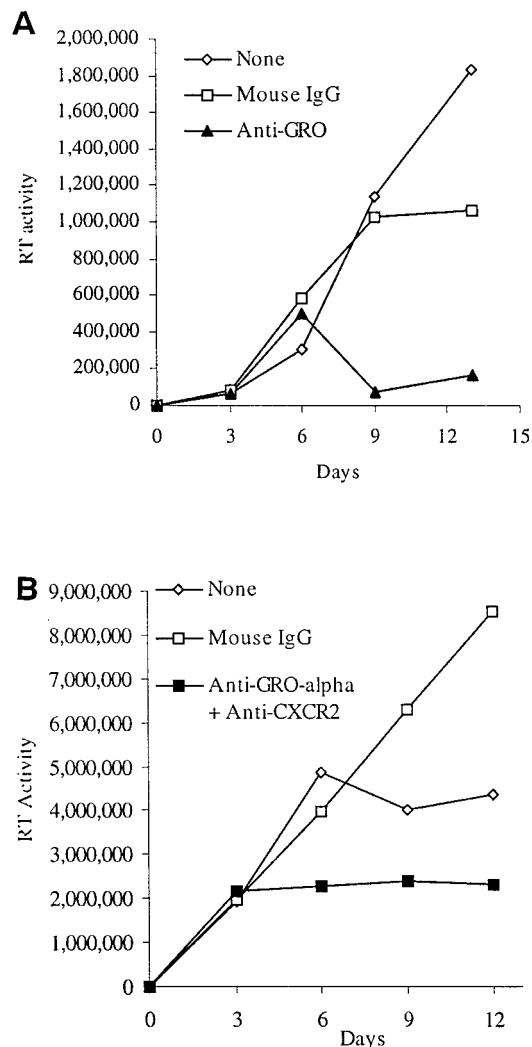 A
2,000,000
1,800,000
1,600,000
1,400,000
1,200,000
1,000,000
800,000
600,000
400,000
200,000
0
RT activity
None
Mouse IgG
Anti-GRO
0 3 6 9 12 15
Days
B
9,000,000
8,000,000
7,000,000
6,000,000
5,000,000
4,000,000
3,000,000
2,000,000
1,000,000
0
RT Activity
None
Mouse IgG
Anti-GRO-alpha
+ Anti-CXCR2
0 3 6 9 12
Days